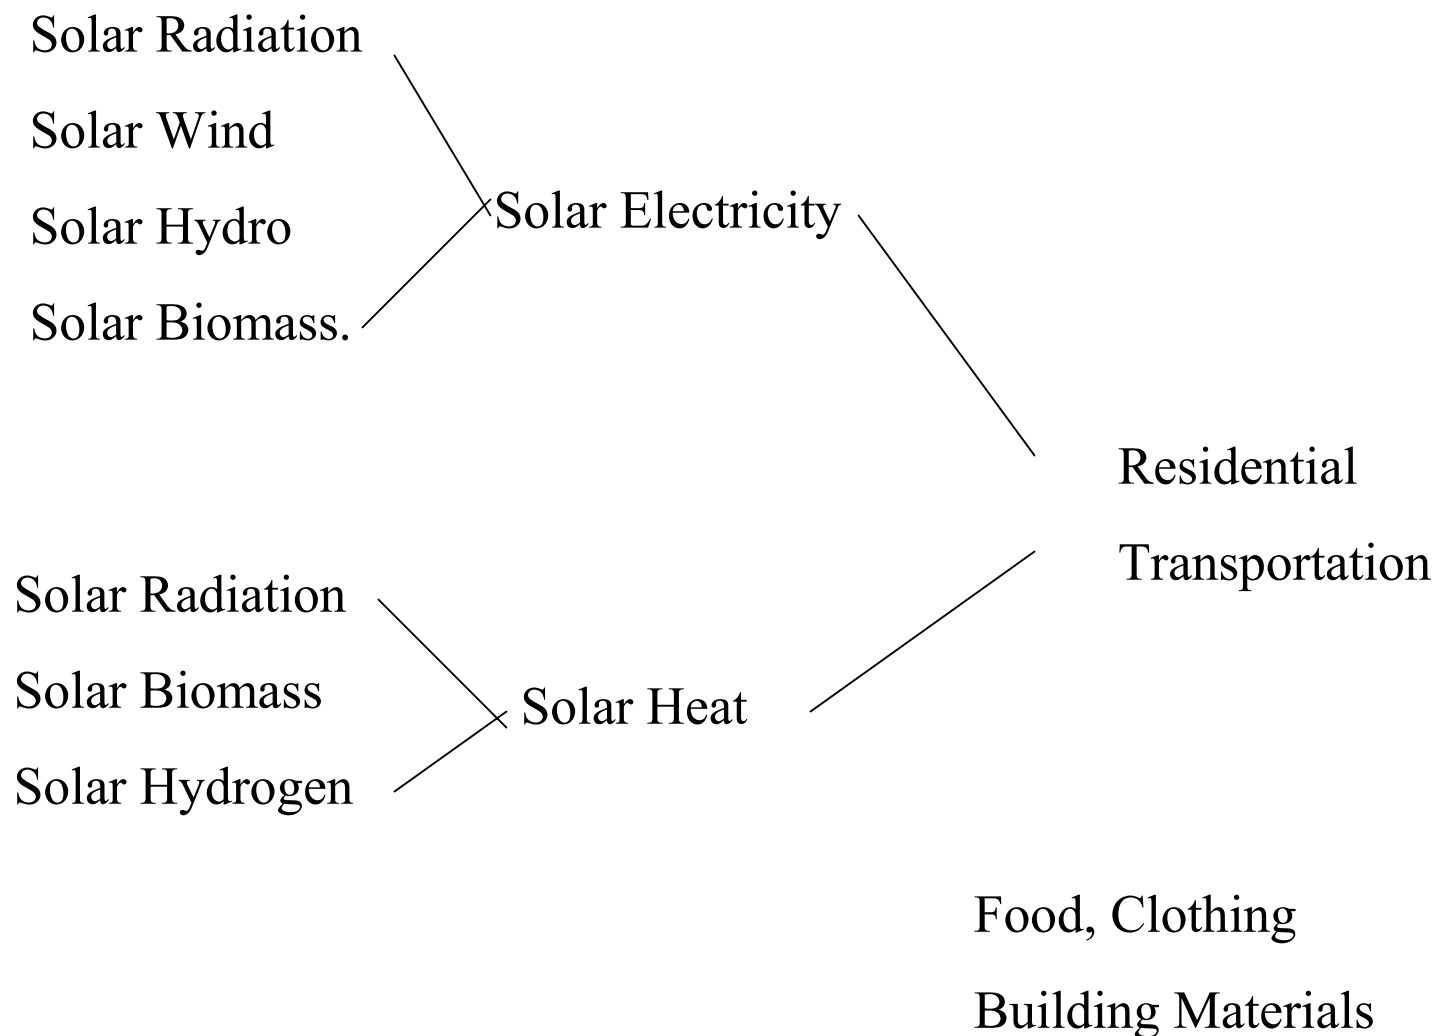 Solar Radiation
Solar Wind
Solar Hydro
Solar Biomass.
Solar Electricity
Residential
Transportation
Solar Radiation
Solar Biomass
Solar Hydrogen
Solar Heat
Food, Clothing
Building Materials